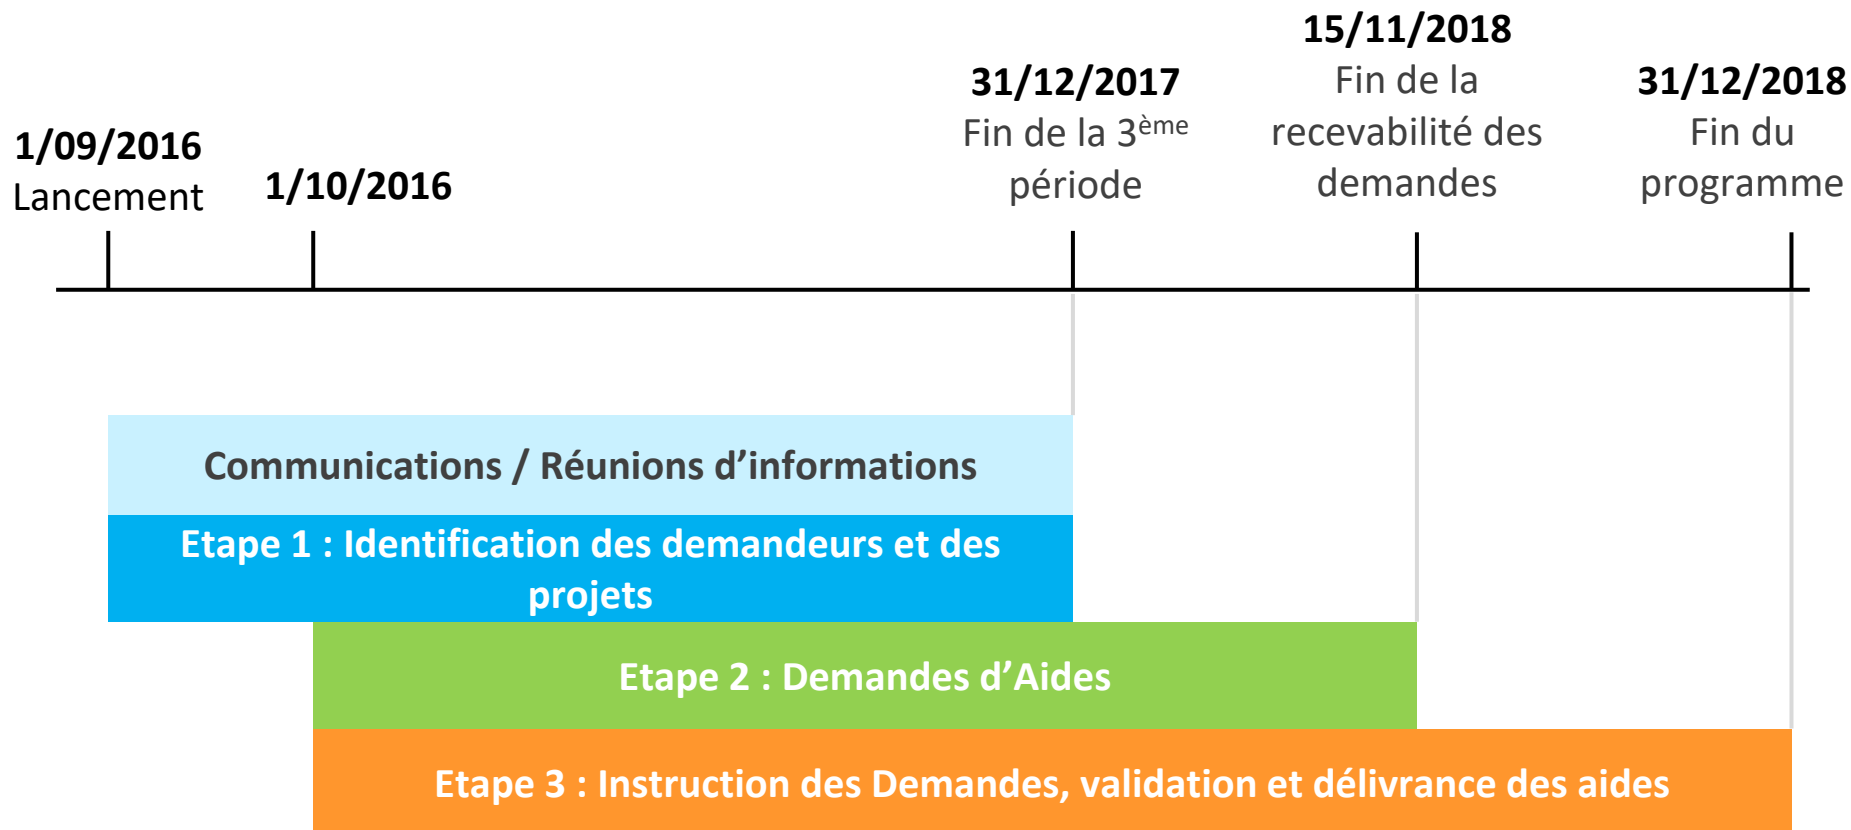 1/09/2016
Lancement
1/10/2016
31/12/2017
Fin de la 3ème
période
15/11/2018
Fin de la
recevabilité des
demandes
31/12/2018
Fin du
programme
Communications / Réunions d’informations
Etape 1 : Identification des demandeurs et des
projets
Etape 2 : Demandes d’Aides
Etape 3 : Instruction des Demandes, validation et délivrance des aides